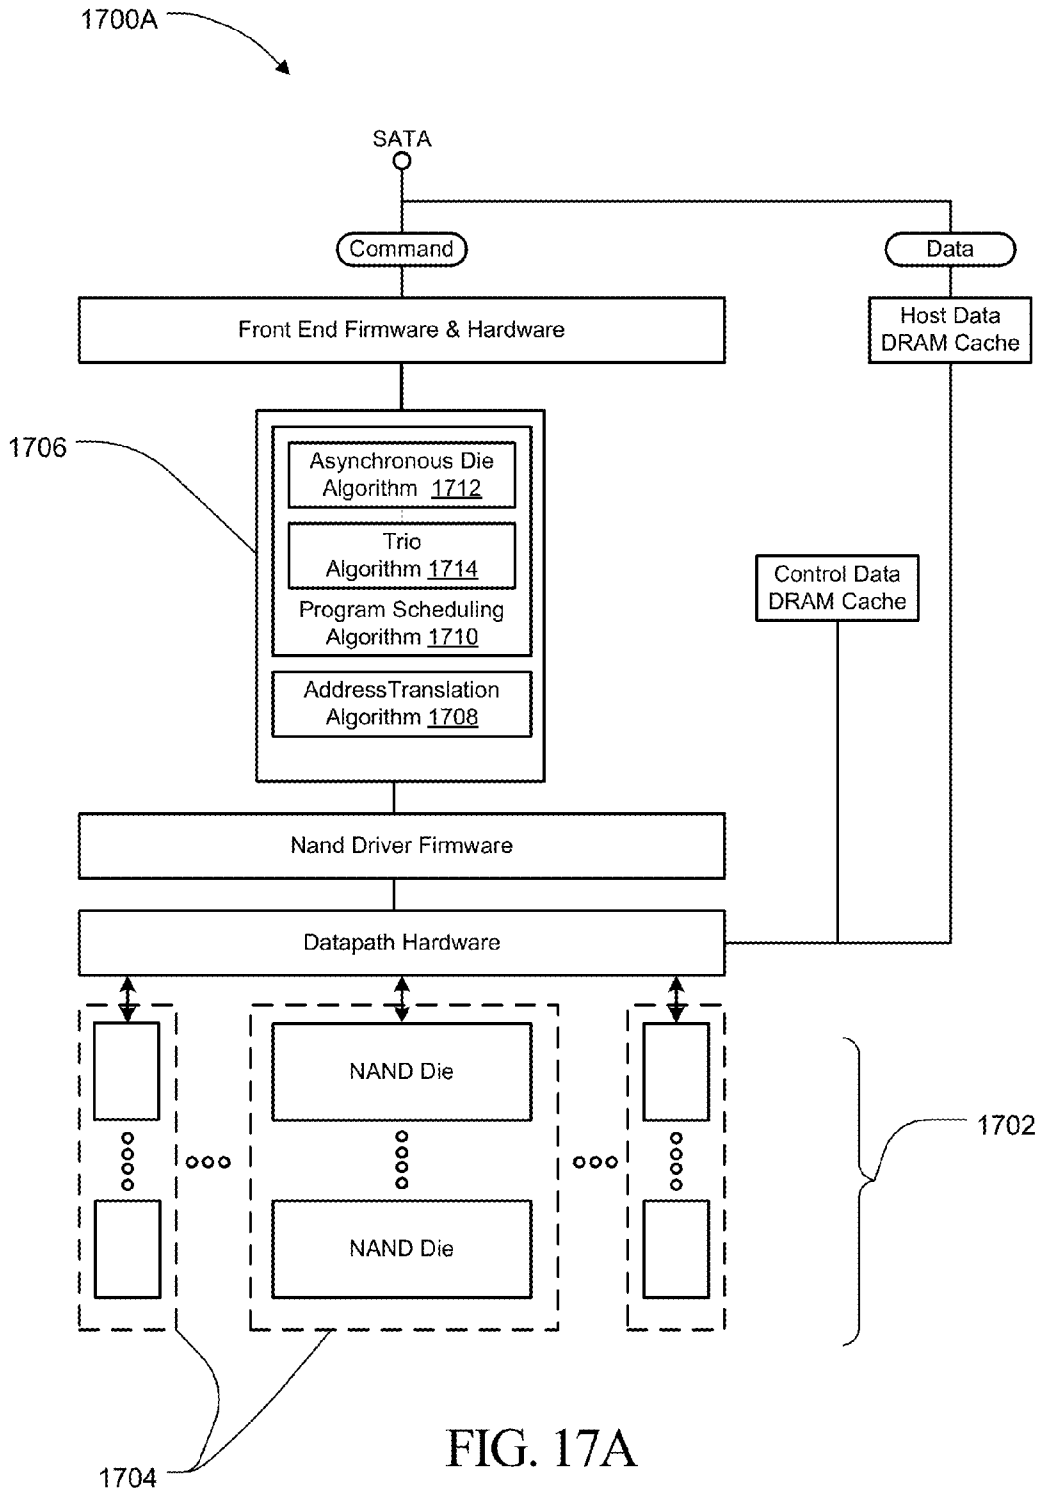 1700A
SATA
Command
Data
Front End Firmware & Hardware
Host Data
DRAM Cache
1706
Asynchronous Die
Algorithm 1712
Trio
Algorithm 1714
Program Scheduling
Algorithm 1710
AddressTranslation
Algorithm 1708
Control Data
DRAM Cache
Nand Driver Firmware
Datapath Hardware
NAND Die
NAND Die
1702
1704
FIG. 17A